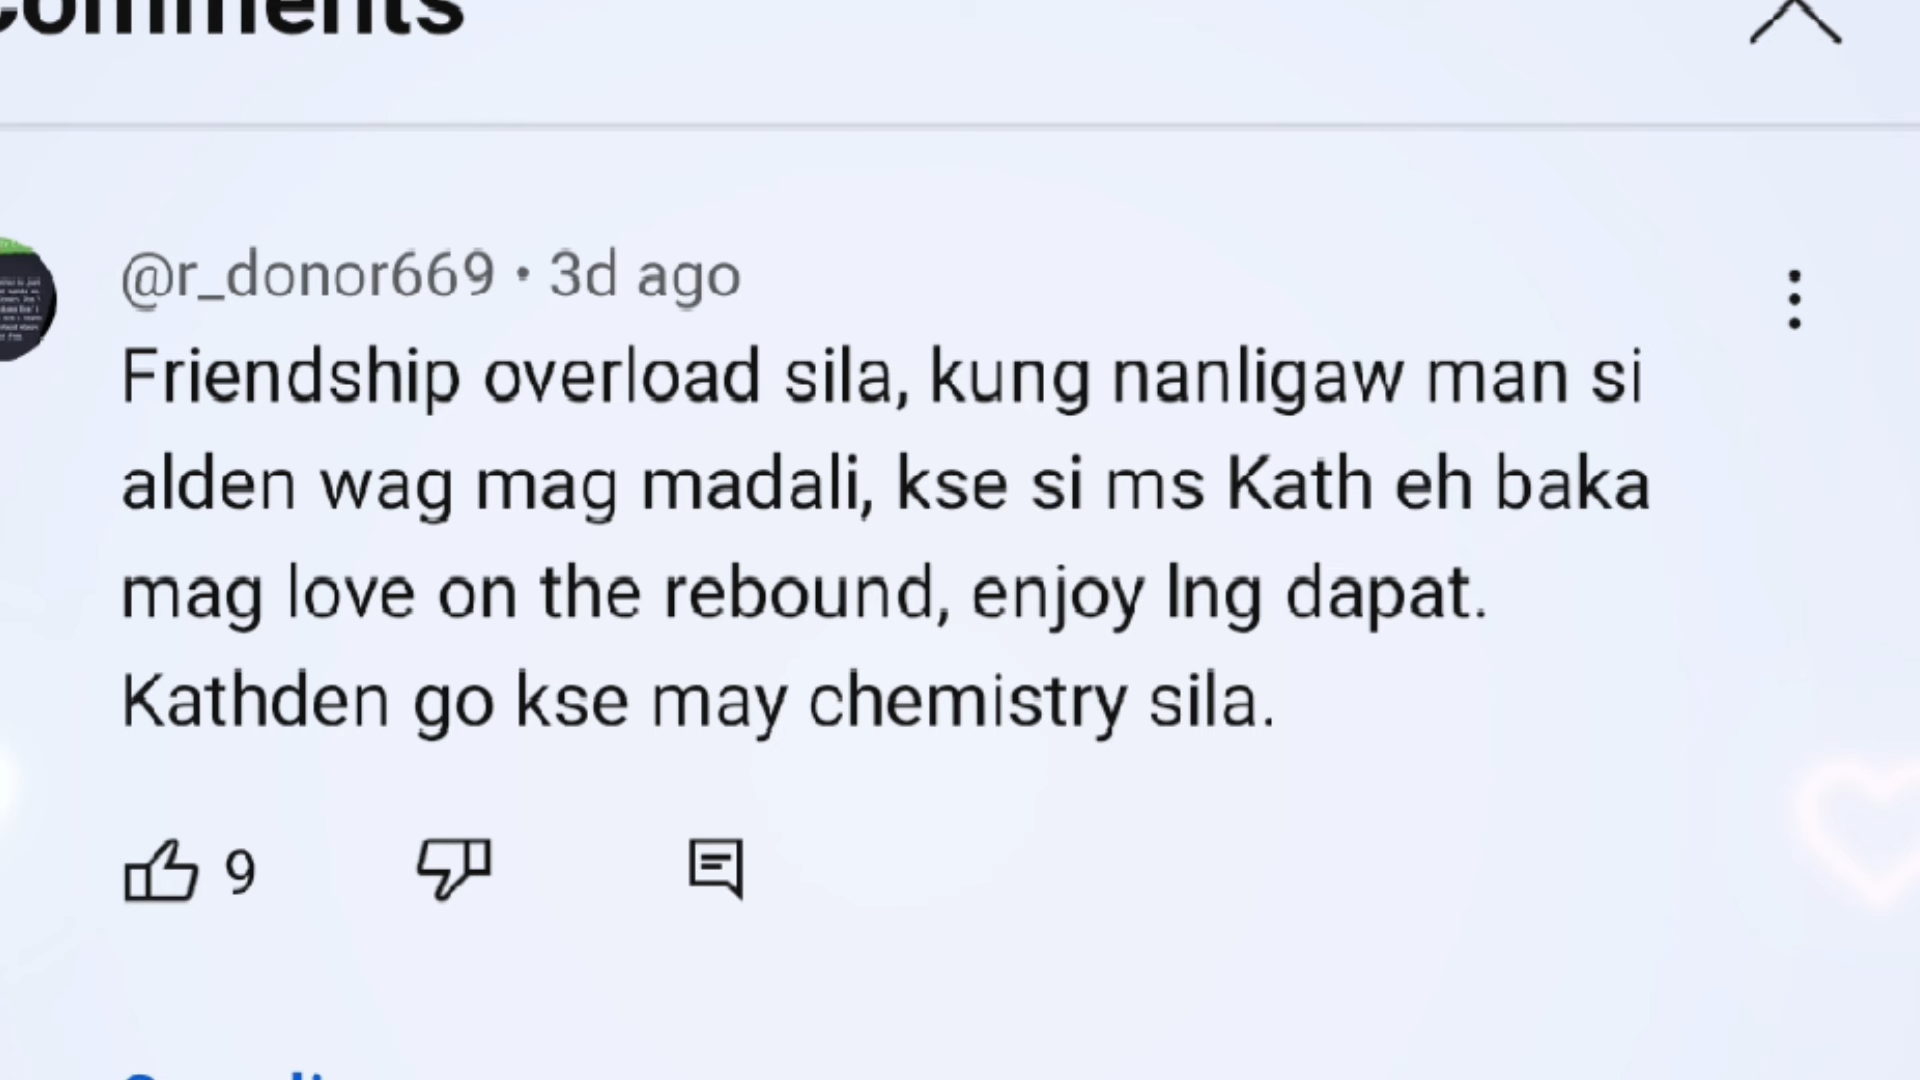 Comments
@r_donor669 • 3d ago
Friendship overload sila, kung nanligaw man si
alden wag mag madali, kse si ms Kath eh baka
mag love on the rebound, enjoy lng dapat.
Kathden go kse may chemistry sila.
9